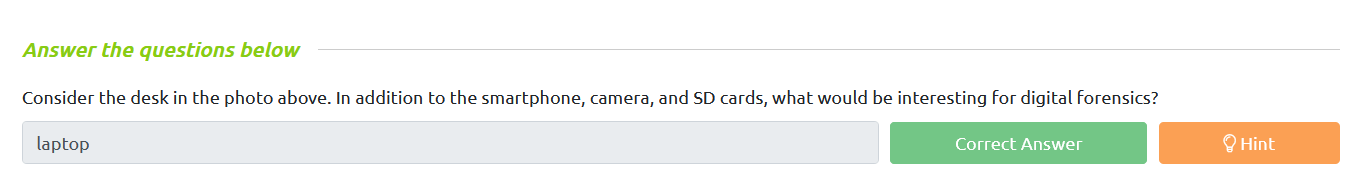 Answer the questions below
Consider the desk in the photo above. In addition to the smartphone, camera, and SD cards, what would be interesting for digital forensics?
laptop
Correct Answer
Hint